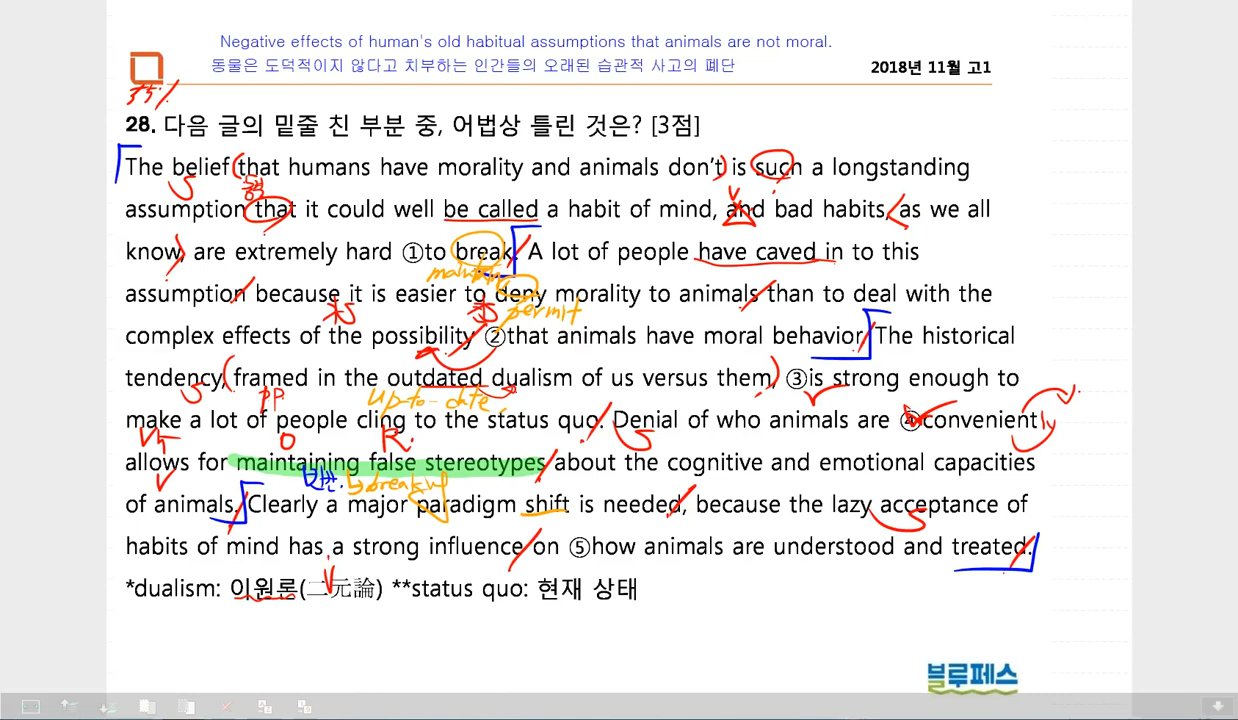 Negative effects of human's old habitual assumptions that animals are not moral.
동물은 도덕적이지 않다고 치부하는 인간들의 오래된 습관적 사고의 폐단
2018년 11월 고1
35%
28. 다음 글의 밑줄 친 부분 중, 어법상 틀린 것은? [3점]
The belief (that humans have morality and animals don't) is such a longstanding
S
assumption that it could well be called a habit of mind, and bad habits, as we all
know, are extremely hard ①to break. A lot of people have caved in to this
maintain
assumption because it is easier to deny morality to animals than to deal with the
permit
complex effects of the possibility ②that animals have moral behavior. The historical
tendency, (framed in the outdated dualism of us versus them,) ③is strong enough to
S pp up-to-date
make a lot of people cling to the status quo. Denial of who animals are ④conveniently
O R. S
allows for maintaining false stereotypes about the cognitive and emotional capacities
V breakup
of animals. Clearly a major paradigm shift is needed, because the lazy acceptance of
S
habits of mind has a strong influence on ⑤how animals are understood and treated.
V
*dualism: 이원론(二元論) **status quo: 현재 상태
블루페스